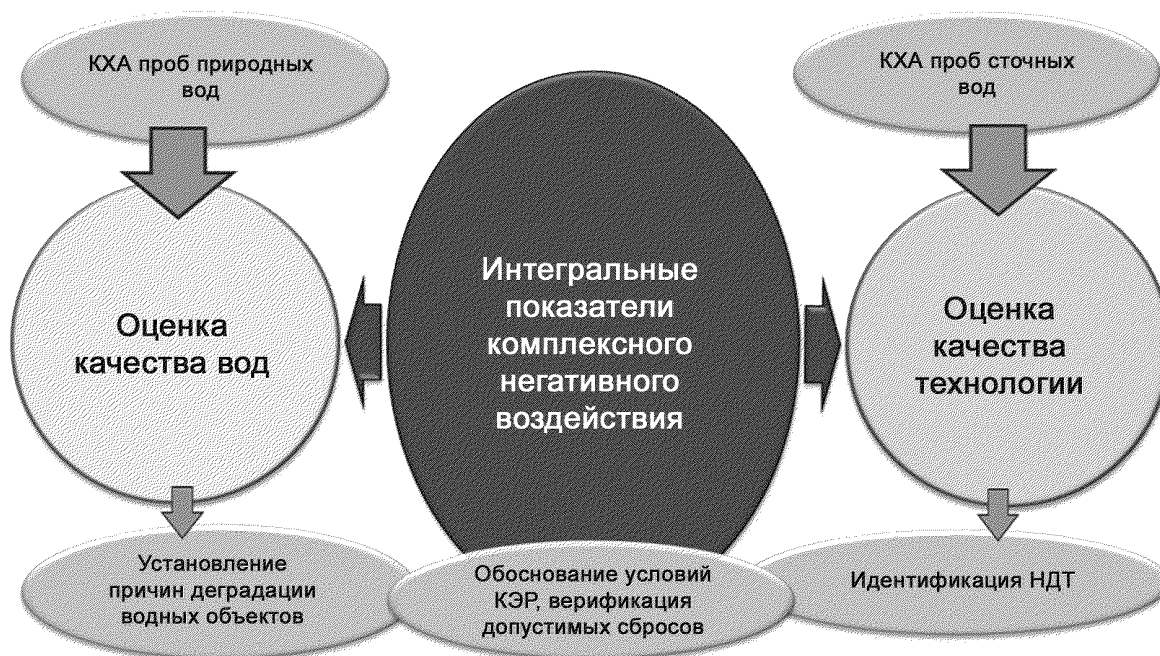 КХА проб природных
вод
КХА проб сточных
вод
Интегральные
показатели
комплексного
негативного
воздействия
Оценка
качества вод
Оценка
качества
технологии
Установление
причин деградации
водных объектов
Обоснование условий
КЭР, верификация
допустимых сбросов
Идентификация НДТ